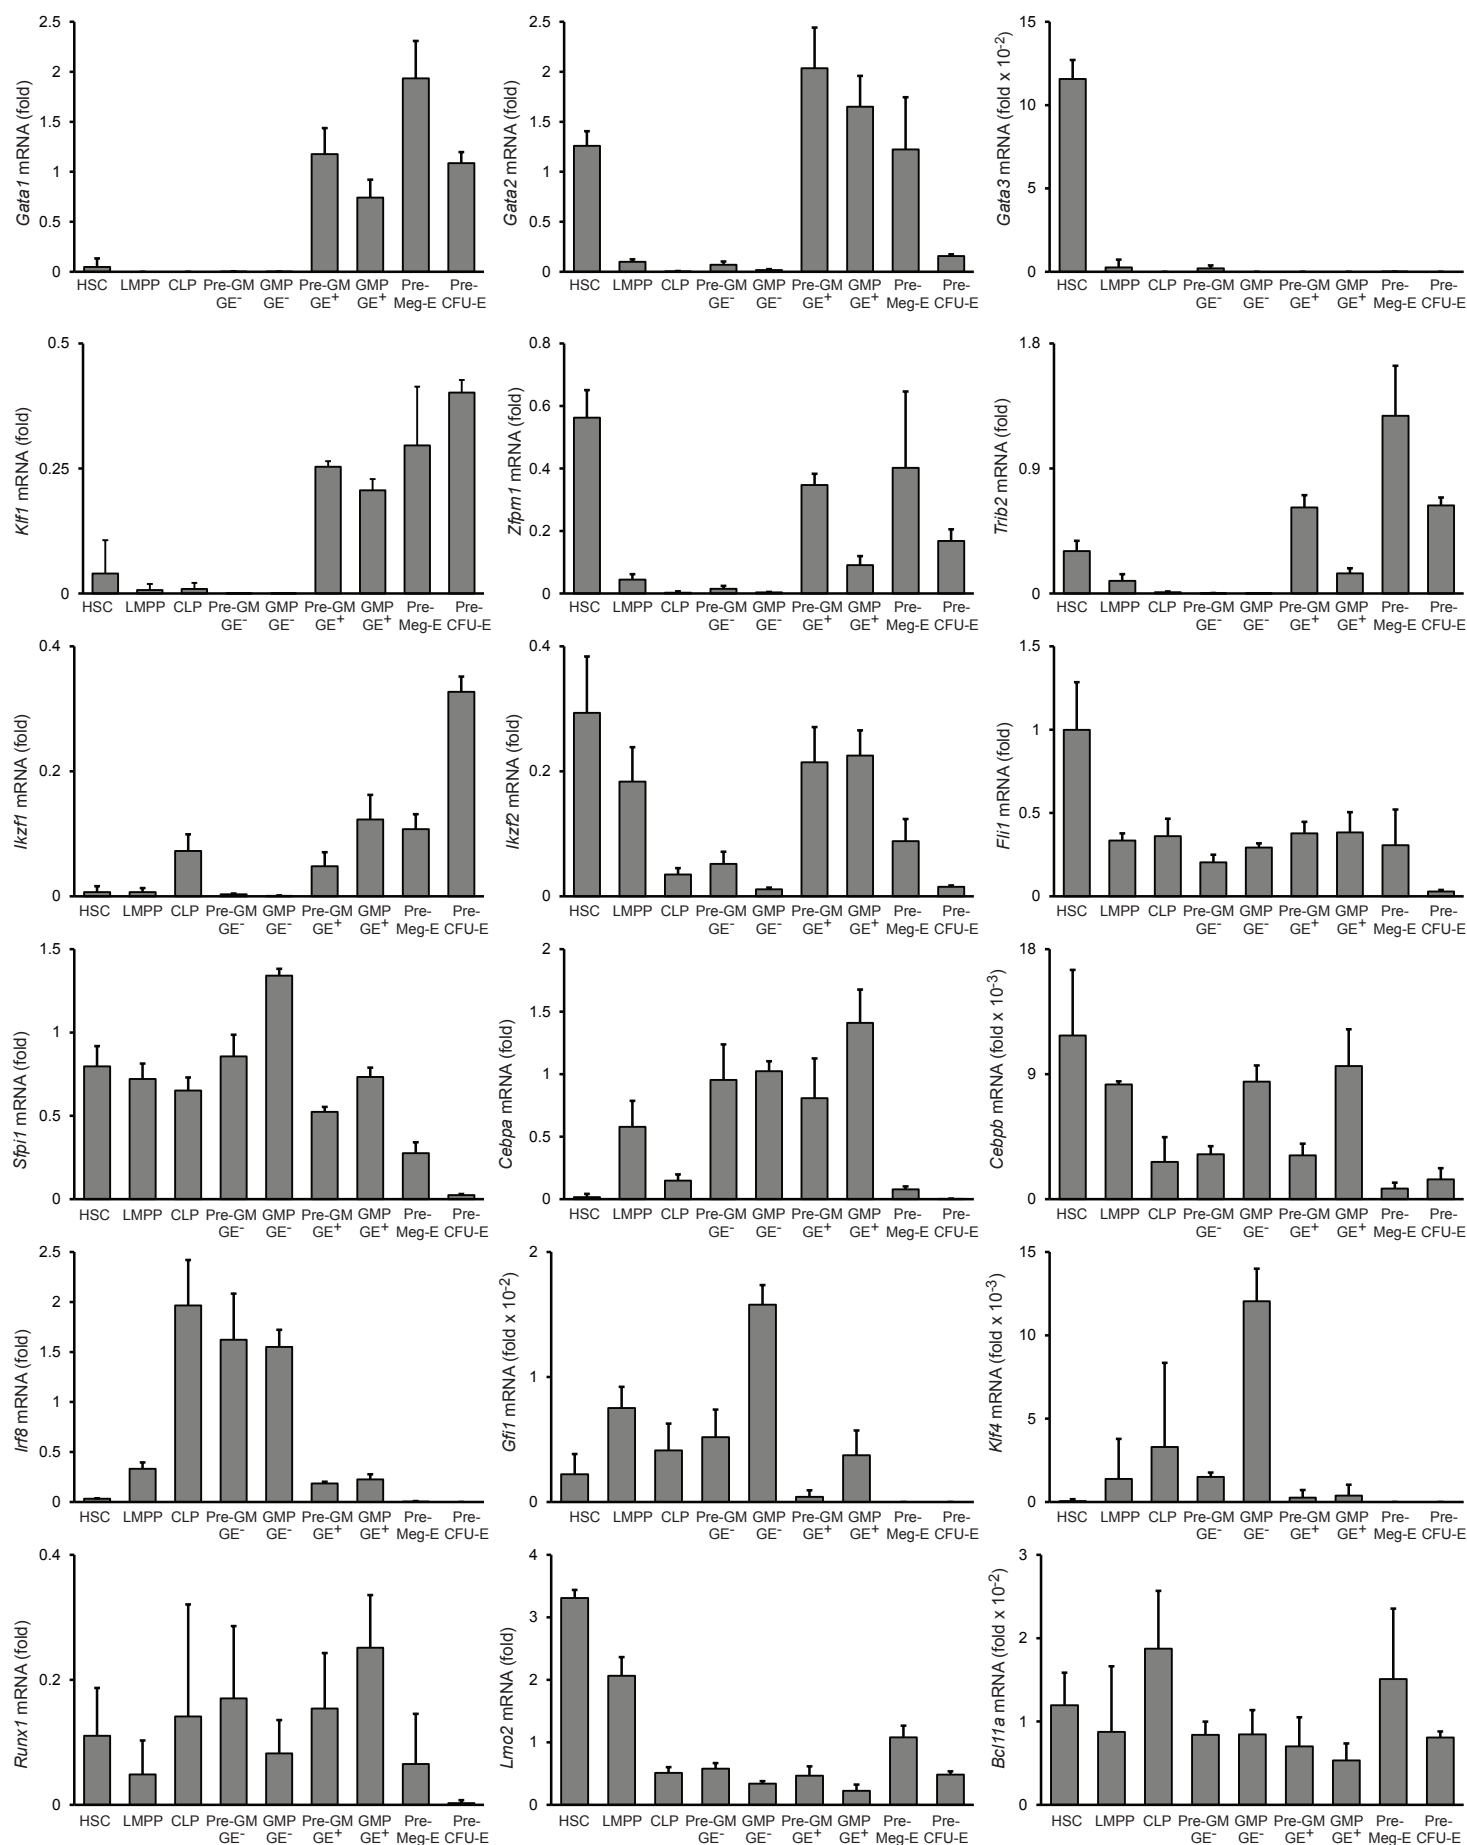 2.5
2
1.5
1
0.5
0
Gata1 mRNA (fold)
HSC LMPP CLP Pre-GM GMP Pre-GM GMP Pre- Pre-
GE⁻ GE⁻ GE⁺ GE⁺ Meg-E CFU-E
2.5
2
1.5
1
0.5
0
Gata2 mRNA (fold)
HSC LMPP CLP Pre-GM GMP Pre-GM GMP Pre- Pre-
GE⁻ GE⁻ GE⁺ GE⁺ Meg-E CFU-E
15
10
5
0
Gata3 mRNA (fold x 10⁻²)
HSC LMPP CLP Pre-GM GMP Pre-GM GMP Pre- Pre-
GE⁻ GE⁻ GE⁺ GE⁺ Meg-E CFU-E
0.5
0.25
0
Klf1 mRNA (fold)
HSC LMPP CLP Pre-GM GMP Pre-GM GMP Pre- Pre-
GE⁻ GE⁻ GE⁺ GE⁺ Meg-E CFU-E
0.8
0.6
0.4
0.2
0
Zfpm1 mRNA (fold)
HSC LMPP CLP Pre-GM GMP Pre-GM GMP Pre- Pre-
GE⁻ GE⁻ GE⁺ GE⁺ Meg-E CFU-E
1.8
0.9
0
Trib2 mRNA (fold)
HSC LMPP CLP Pre-GM GMP Pre-GM GMP Pre- Pre-
GE⁻ GE⁻ GE⁺ GE⁺ Meg-E CFU-E
0.4
0.2
0
Ikzf1 mRNA (fold)
HSC LMPP CLP Pre-GM GMP Pre-GM GMP Pre- Pre-
GE⁻ GE⁻ GE⁺ GE⁺ Meg-E CFU-E
0.4
0.2
0
Ikzf2 mRNA (fold)
HSC LMPP CLP Pre-GM GMP Pre-GM GMP Pre- Pre-
GE⁻ GE⁻ GE⁺ GE⁺ Meg-E CFU-E
1.5
1
0.5
0
Fli1 mRNA (fold)
HSC LMPP CLP Pre-GM GMP Pre-GM GMP Pre- Pre-
GE⁻ GE⁻ GE⁺ GE⁺ Meg-E CFU-E
1.5
1
0.5
0
Sfpi1 mRNA (fold)
HSC LMPP CLP Pre-GM GMP Pre-GM GMP Pre- Pre-
GE⁻ GE⁻ GE⁺ GE⁺ Meg-E CFU-E
2
1.5
1
0.5
0
Cebpa mRNA (fold)
HSC LMPP CLP Pre-GM GMP Pre-GM GMP Pre- Pre-
GE⁻ GE⁻ GE⁺ GE⁺ Meg-E CFU-E
18
9
0
Cebpb mRNA (fold x 10⁻³)
HSC LMPP CLP Pre-GM GMP Pre-GM GMP Pre- Pre-
GE⁻ GE⁻ GE⁺ GE⁺ Meg-E CFU-E
2.5
2
1.5
1
0.5
0
Irf8 mRNA (fold)
HSC LMPP CLP Pre-GM GMP Pre-GM GMP Pre- Pre-
GE⁻ GE⁻ GE⁺ GE⁺ Meg-E CFU-E
2
1
0
Gfi1 mRNA (fold x 10⁻²)
HSC LMPP CLP Pre-GM GMP Pre-GM GMP Pre- Pre-
GE⁻ GE⁻ GE⁺ GE⁺ Meg-E CFU-E
15
10
5
0
Klf4 mRNA (fold x 10⁻³)
HSC LMPP CLP Pre-GM GMP Pre-GM GMP Pre- Pre-
GE⁻ GE⁻ GE⁺ GE⁺ Meg-E CFU-E
0.4
0.2
0
Runx1 mRNA (fold)
HSC LMPP CLP Pre-GM GMP Pre-GM GMP Pre- Pre-
GE⁻ GE⁻ GE⁺ GE⁺ Meg-E CFU-E
4
3
2
1
0
Lmo2 mRNA (fold)
HSC LMPP CLP Pre-GM GMP Pre-GM GMP Pre- Pre-
GE⁻ GE⁻ GE⁺ GE⁺ Meg-E CFU-E
3
2
1
0
Bcl11a mRNA (fold x 10⁻²)
HSC LMPP CLP Pre-GM GMP Pre-GM GMP Pre- Pre-
GE⁻ GE⁻ GE⁺ GE⁺ Meg-E CFU-E